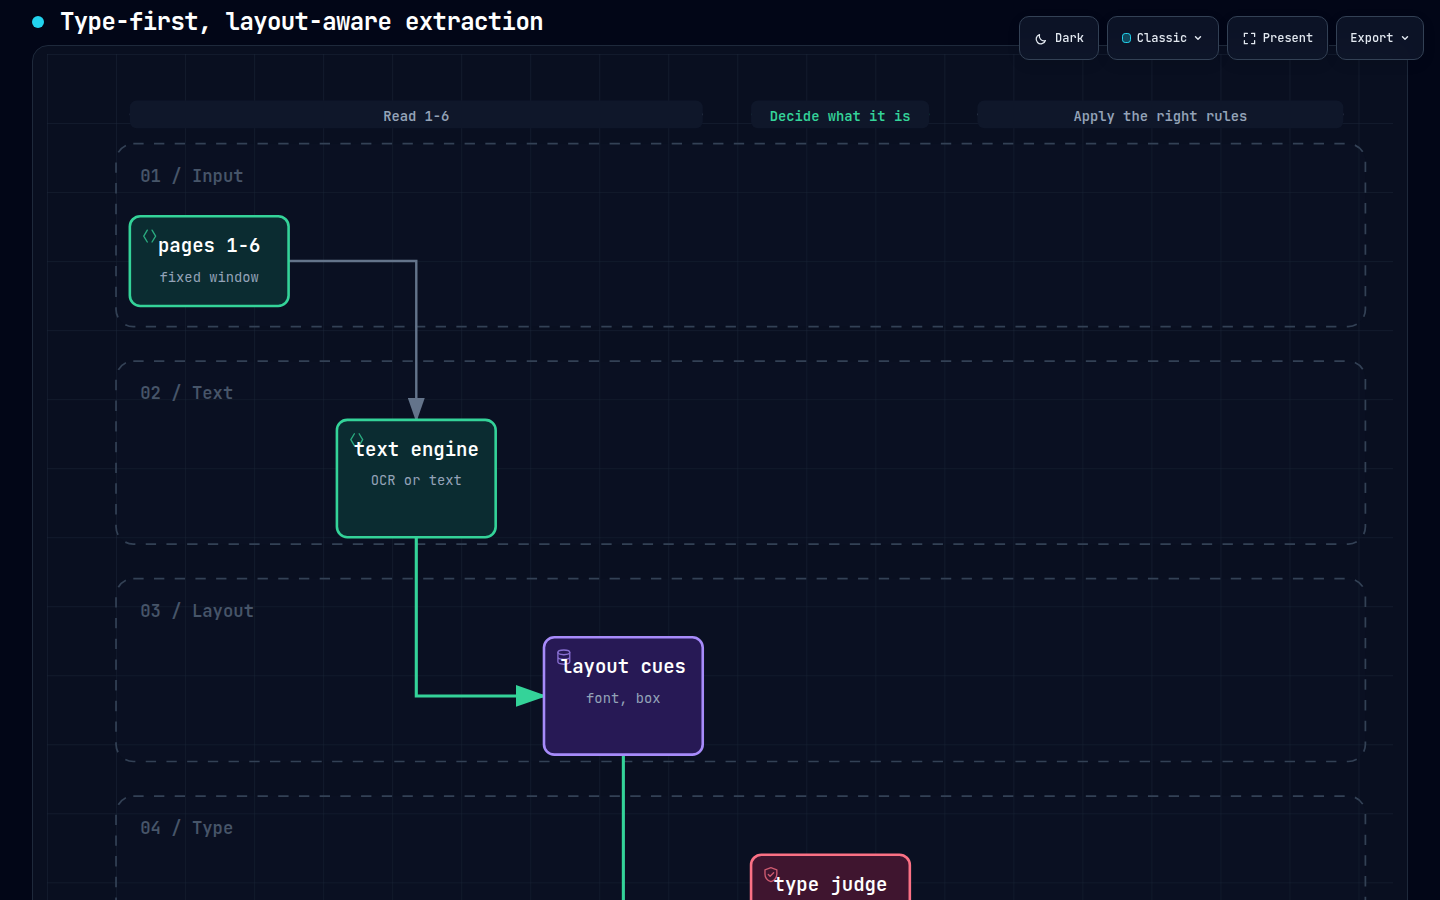 Type-first, layout-aware extraction
Dark
Classic
Present
Export
Read 1-6
Decide what it is
Apply the right rules
01 / Input
pages 1-6
fixed window
02 / Text
text engine
OCR or text
03 / Layout
layout cues
font, box
04 / Type
type judge